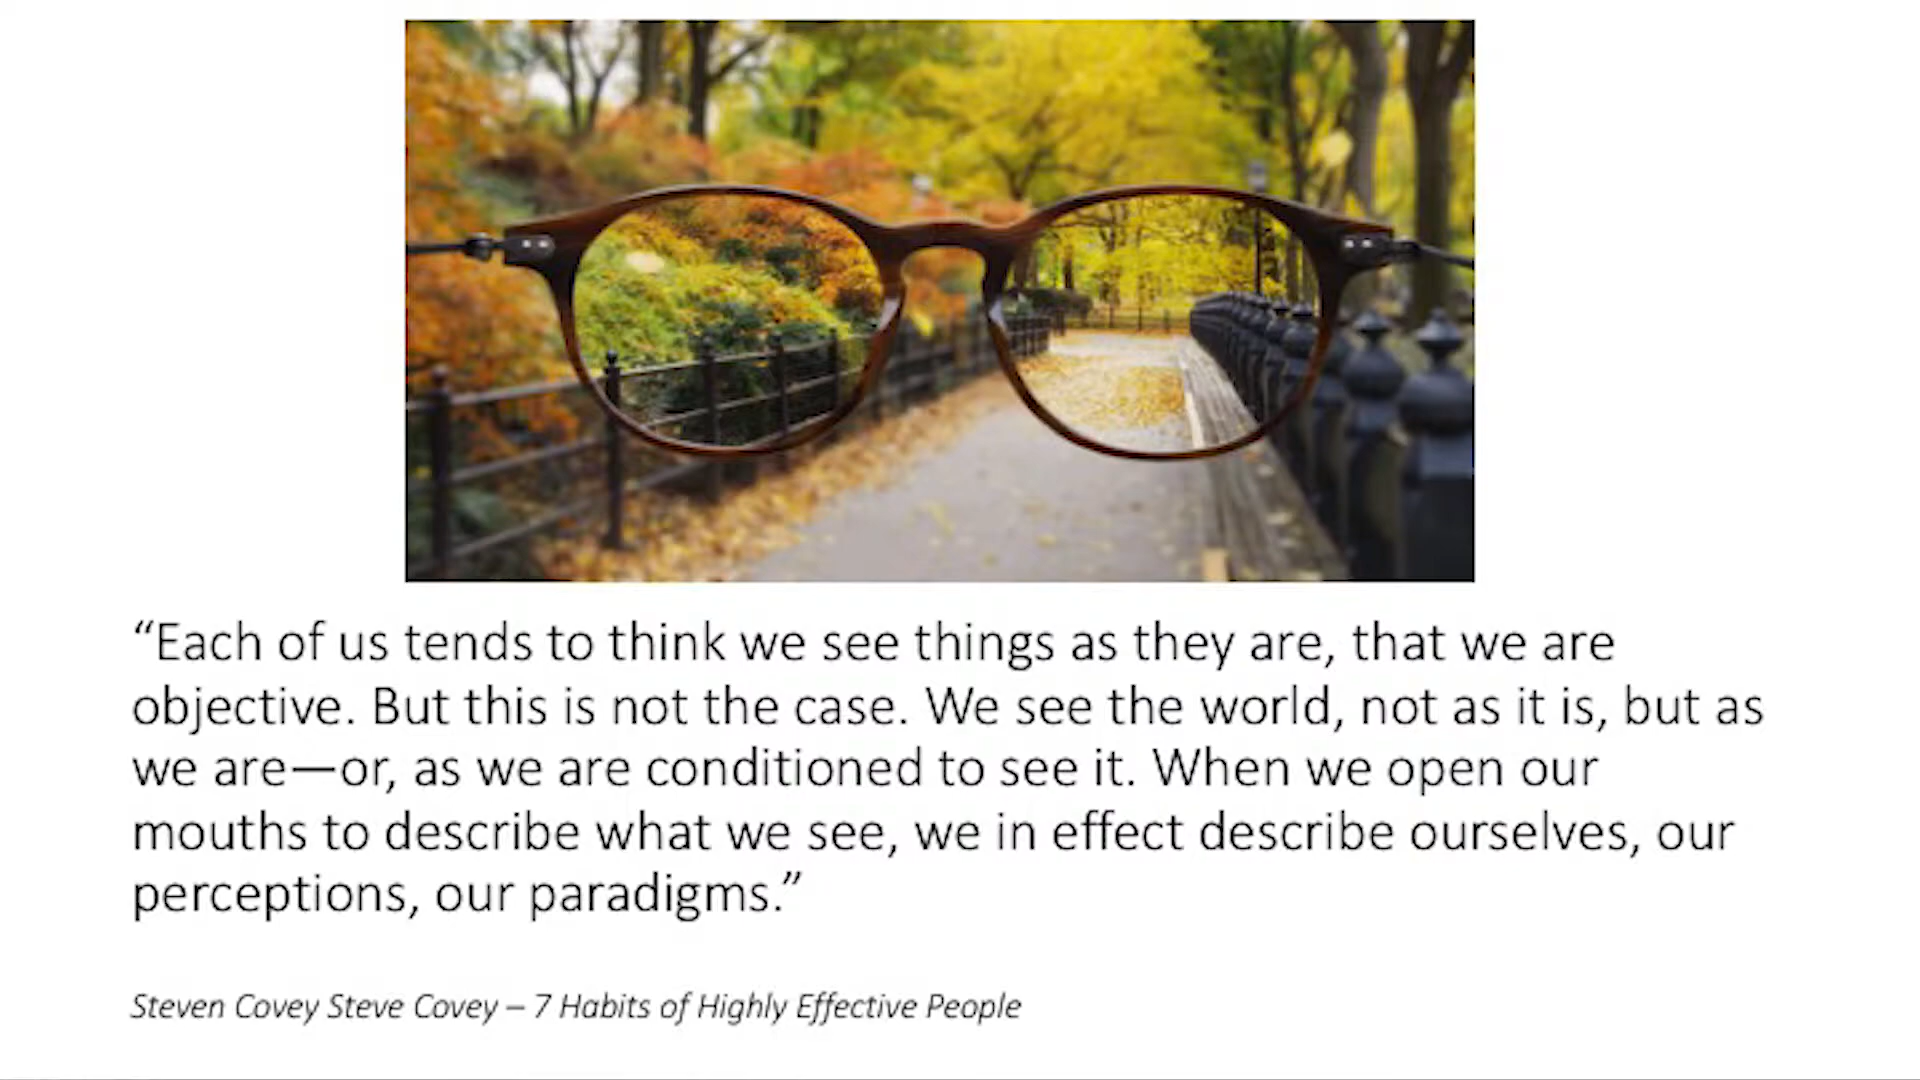 “Each of us tends to think we see things as they are, that we are
objective. But this is not the case. We see the world, not as it is, but as
we are—or, as we are conditioned to see it. When we open our
mouths to describe what we see, we in effect describe ourselves, our
perceptions, our paradigms.”
Steven Covey Steve Covey – 7 Habits of Highly Effective People